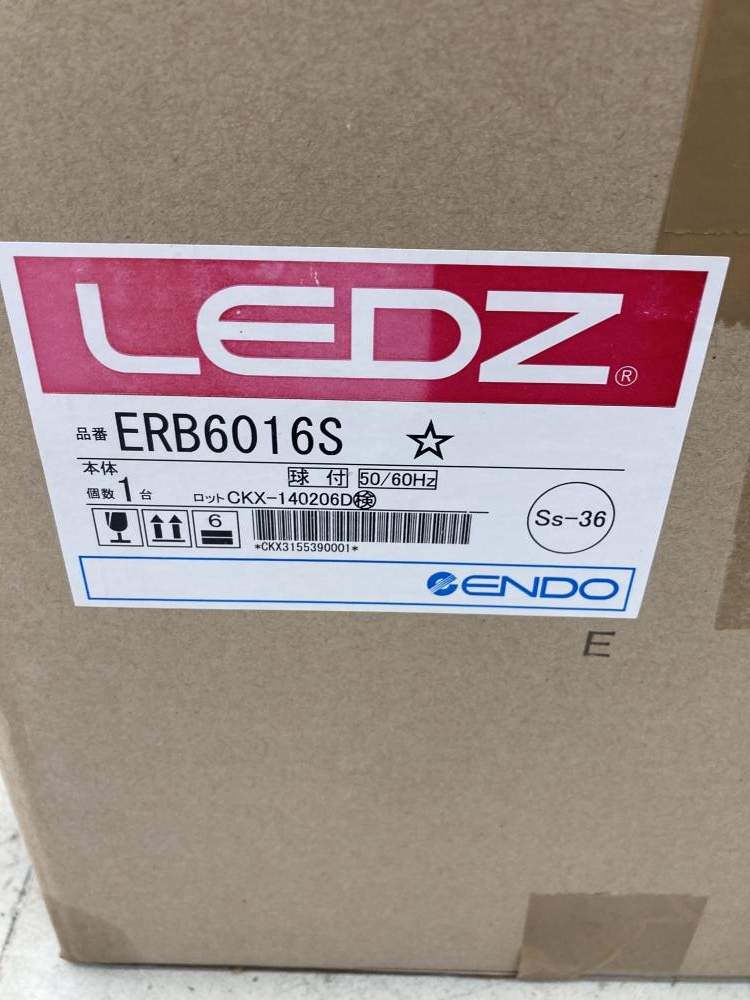 LEDZ®
品番 ERB6016S ☆
本体
球 付 50/60Hz
個数 1 台 ロット CKX-140206D㊬
6
Ss-36
*CKX3155390001*
ENDO
E